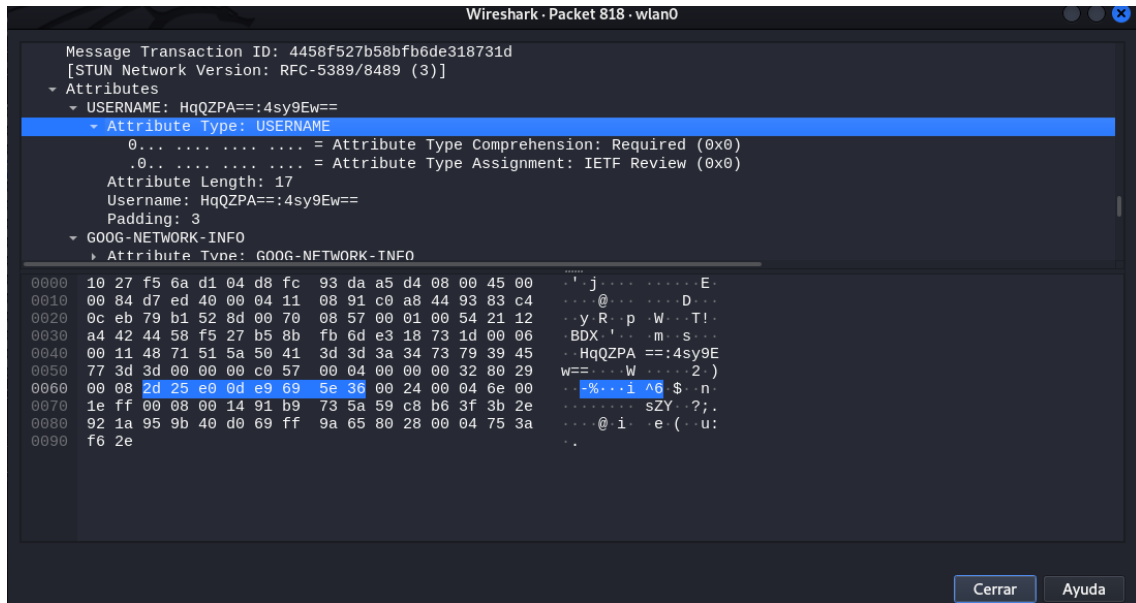 Wireshark · Packet 818 · wlan0
Message Transaction ID: 4458f527b58bfb6de318731d
[STUN Network Version: RFC-5389/8489 (3)]
Attributes
USERNAME: HqQZPA==:4sy9Ew==
Attribute Type: USERNAME
0... .... .... .... = Attribute Type Comprehension: Required (0x0)
.0.. .... .... .... = Attribute Type Assignment: IETF Review (0x0)
Attribute Length: 17
Username: HqQZPA==:4sy9Ew==
Padding: 3
GOOG-NETWORK-INFO
Attribute Type: GOOG-NETWORK-INFO
0000 10 27 f5 6a d1 04 d8 fc 93 da a5 d4 08 00 45 00 ·'·j···· ······E·
0010 00 84 d7 ed 40 00 04 11 08 91 c0 a8 44 93 83 c4 ····@··· ····D···
0020 0c eb 79 b1 52 8d 00 70 08 57 00 01 00 54 21 12 ··y·R··p ·W···T!·
0030 a4 42 44 58 f5 27 b5 8b fb 6d e3 18 73 1d 00 06 ·BDX·'·· ·m··s···
0040 00 11 48 71 51 5a 50 41 3d 3d 3a 34 73 79 39 45 ··HqQZPA ==:4sy9E
0050 77 3d 3d 00 00 00 c0 57 00 04 00 00 00 32 80 29 w==····W ·····2·)
0060 00 08 2d 25 e0 0d e9 69 5e 36 00 24 00 04 6e 00 ··-%···i ^6·$··n·
0070 1e ff 00 08 00 14 91 b9 73 5a 59 c8 b6 3f 3b 2e ········ sZY··?;.
0080 92 1a 95 9b 40 d0 69 ff 9a 65 80 28 00 04 75 3a ····@·i· ·e·(··u:
0090 f6 2e ·.
Cerrar Ayuda